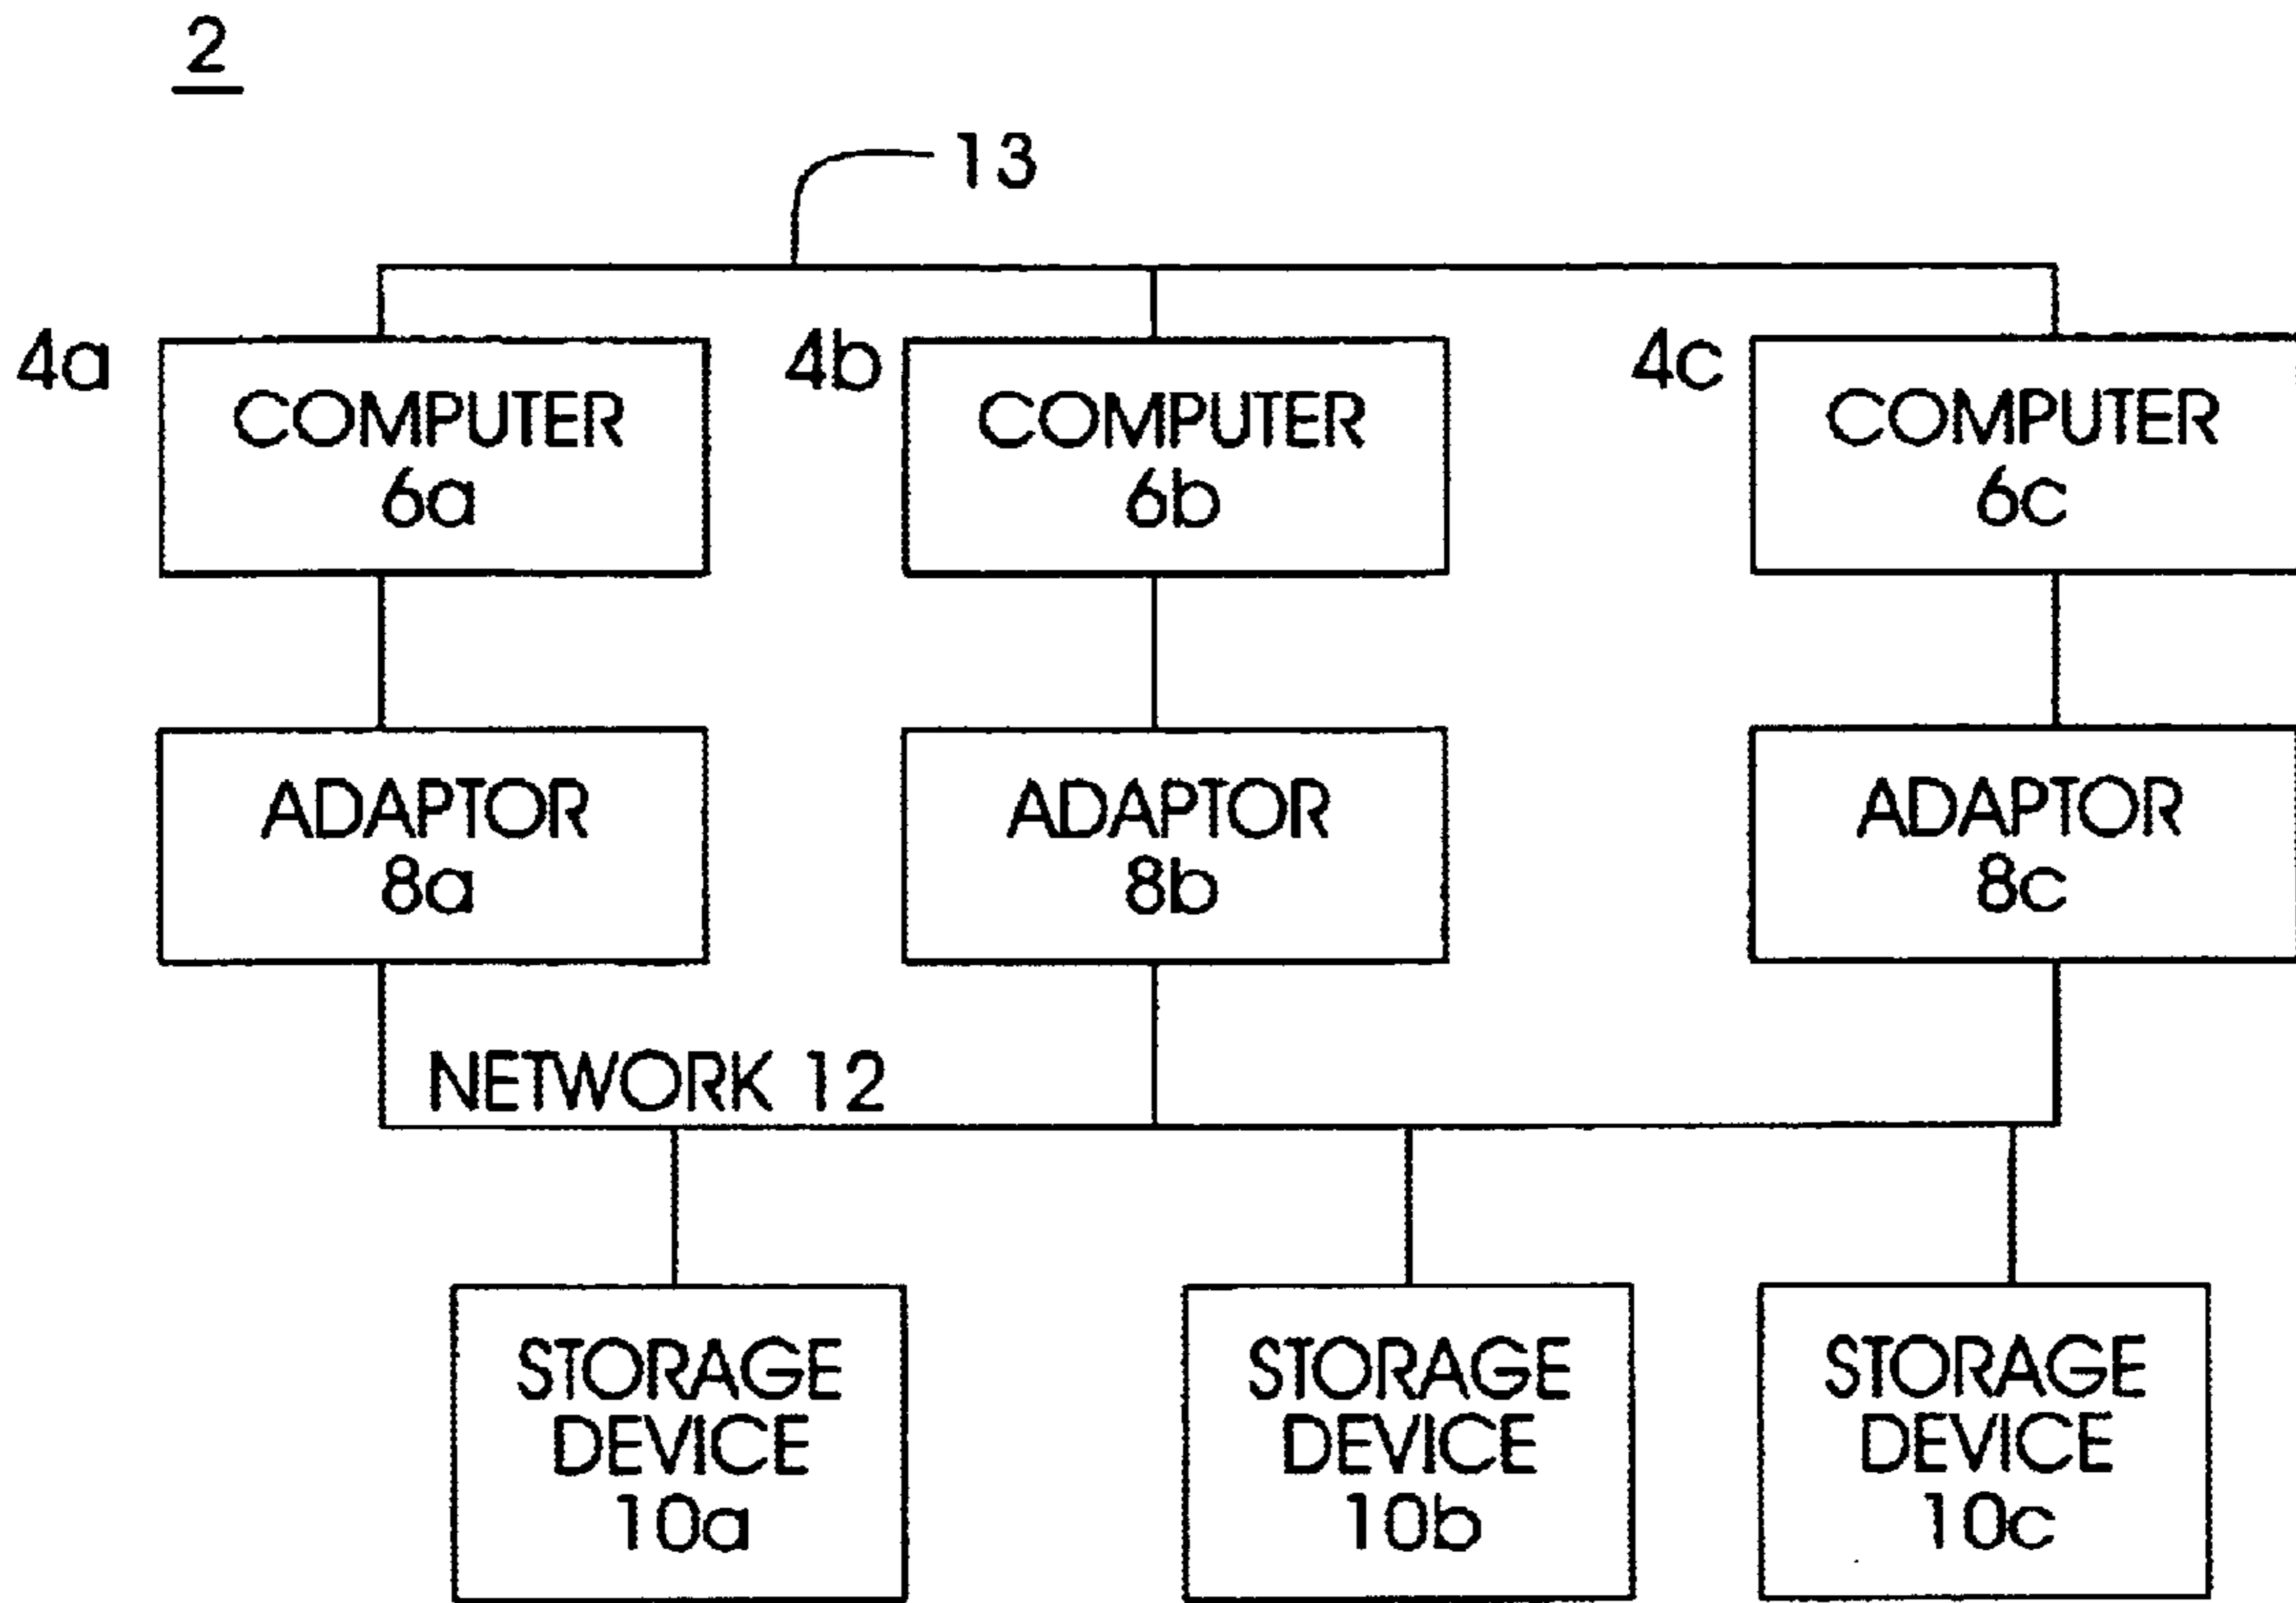 2
13
4a
COMPUTER
6a
4b
COMPUTER
6b
4c
COMPUTER
6c
ADAPTOR
8a
ADAPTOR
8b
ADAPTOR
8c
NETWORK 12
STORAGE
DEVICE
10a
STORAGE
DEVICE
10b
STORAGE
DEVICE
10c